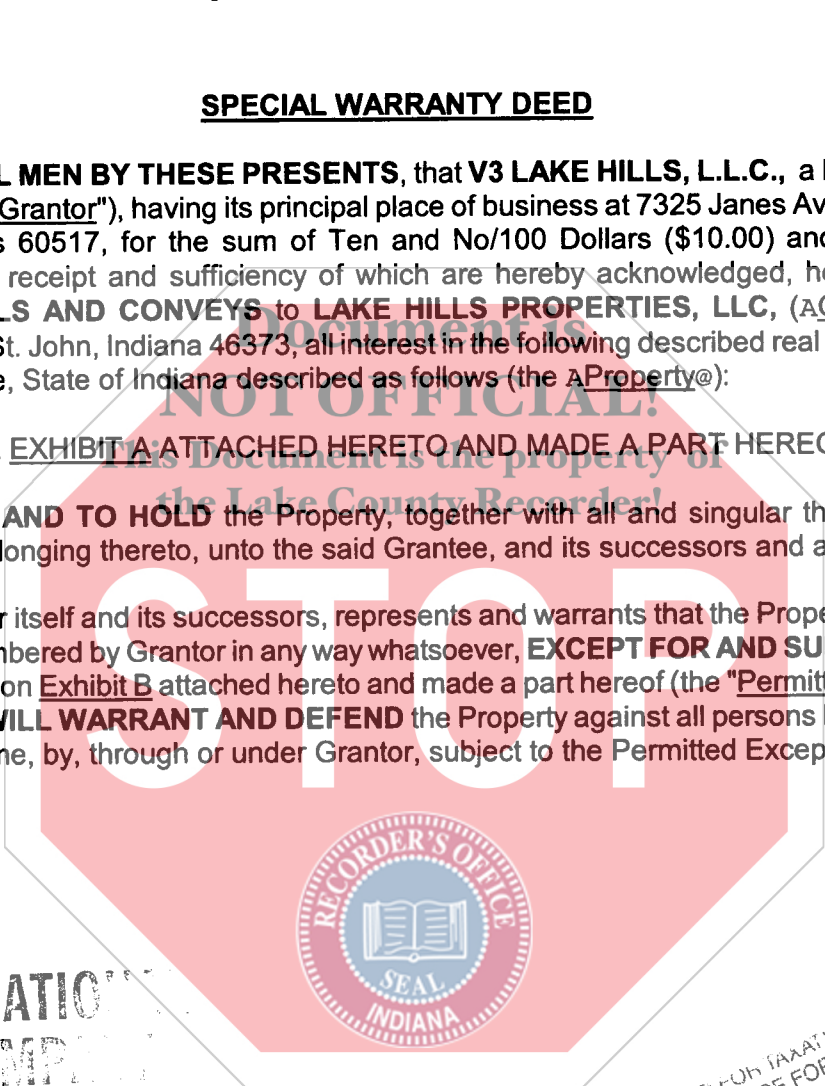 SPECIAL WARRANTY DEED
L MEN BY THESE PRESENTS, that V3 LAKE HILLS, L.L.C., a
Grantor"), having its principal place of business at 7325 Janes Av
s 60517, for the sum of Ten and No/100 Dollars ($10.00) and
receipt and sufficiency of which are hereby acknowledged, he
LS AND CONVEYS to LAKE HILLS PROPERTIES, LLC, (AG
St. John, Indiana 46373, all interest in the following described real
e, State of Indiana described as follows (the AProperty@):
Document is
NOT OFFICIAL!
EXHIBIT A ATTACHED HERETO AND MADE A PART HEREO
This Document is the property of
the Lake County Recorder!
AND TO HOLD the Property, together with all and singular th
longing thereto, unto the said Grantee, and its successors and a
STOP
r itself and its successors, represents and warrants that the Prope
nbered by Grantor in any way whatsoever, EXCEPT FOR AND SU
on Exhibit B attached hereto and made a part hereof (the "Permitt
WILL WARRANT AND DEFEND the Property against all persons
ne, by, through or under Grantor, subject to the Permitted Excep
RECORDER'S OFFICE
SEAL
INDIANA
ATIO
FOR TAXATI